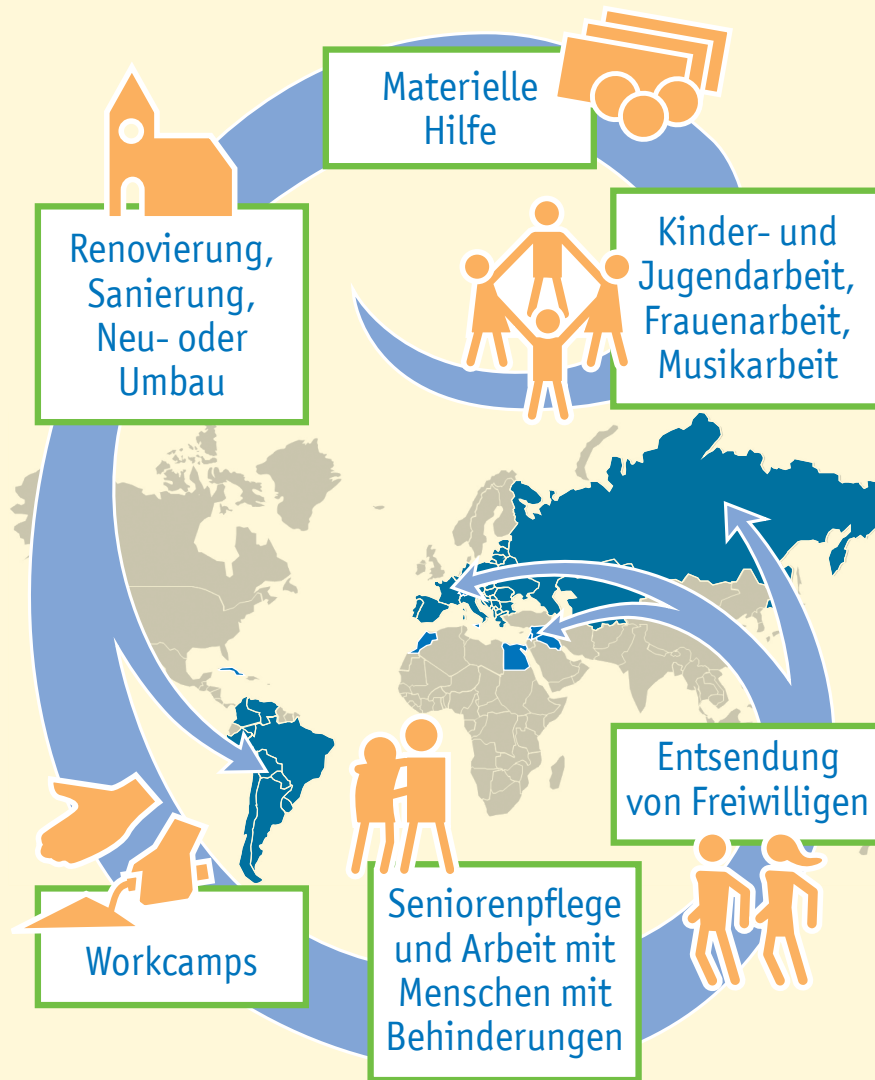 Materielle
Hilfe
Renovierung,
Sanierung,
Neu- oder
Umbau
Kinder- und
Jugendarbeit,
Frauenarbeit,
Musikarbeit
Entsendung
von Freiwilligen
Workcamps
Seniorenpflege
und Arbeit mit
Menschen mit
Behinderungen